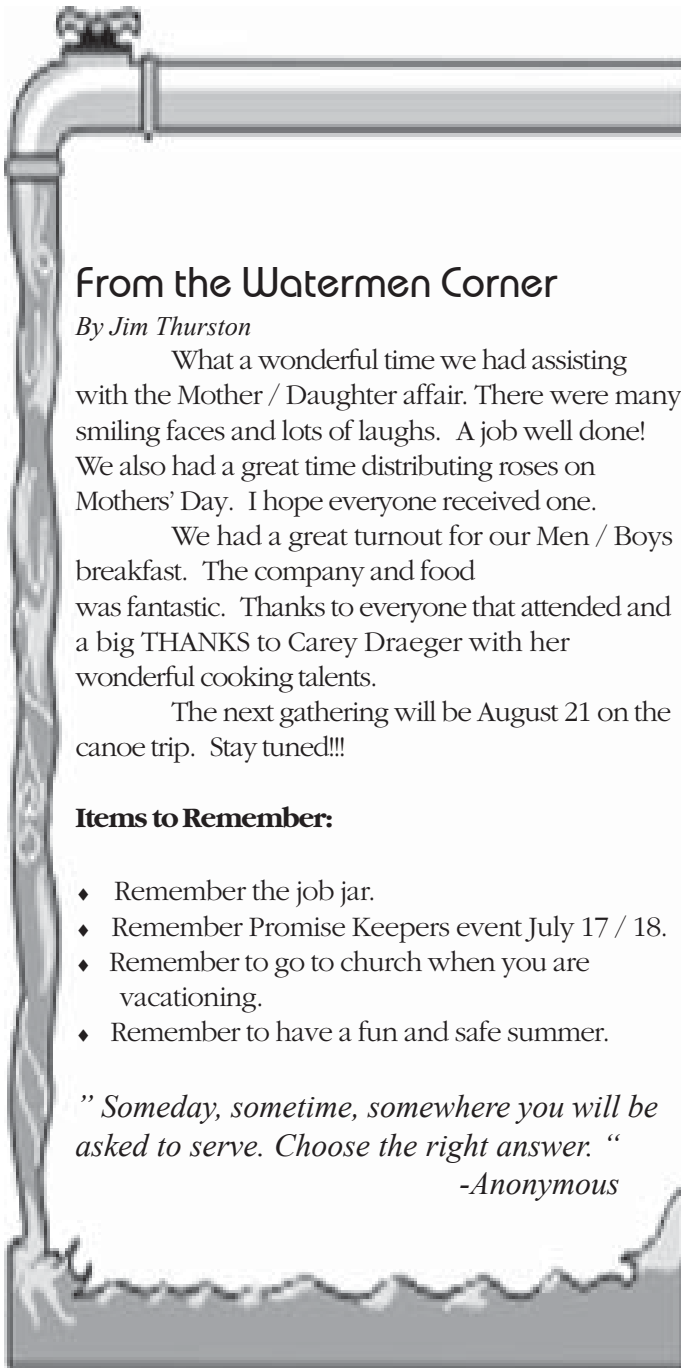 From the Watermen Corner
By Jim Thurston
What a wonderful time we had assisting
with the Mother / Daughter affair. There were many
smiling faces and lots of laughs.  A job well done!
We also had a great time distributing roses on
Mothers’ Day.  I hope everyone received one.
We had a great turnout for our Men / Boys
breakfast.  The company and food
was fantastic.  Thanks to everyone that attended and
a big THANKS to Carey Draeger with her
wonderful cooking talents.
The next gathering will be August 21 on the
canoe trip.  Stay tuned!!!
Items to Remember:
♦ Remember the job jar.
♦ Remember Promise Keepers event July 17 / 18.
♦ Remember to go to church when you are
vacationing.
♦ Remember to have a fun and safe summer.
” Someday, sometime, somewhere you will be
asked to serve. Choose the right answer. “
-Anonymous